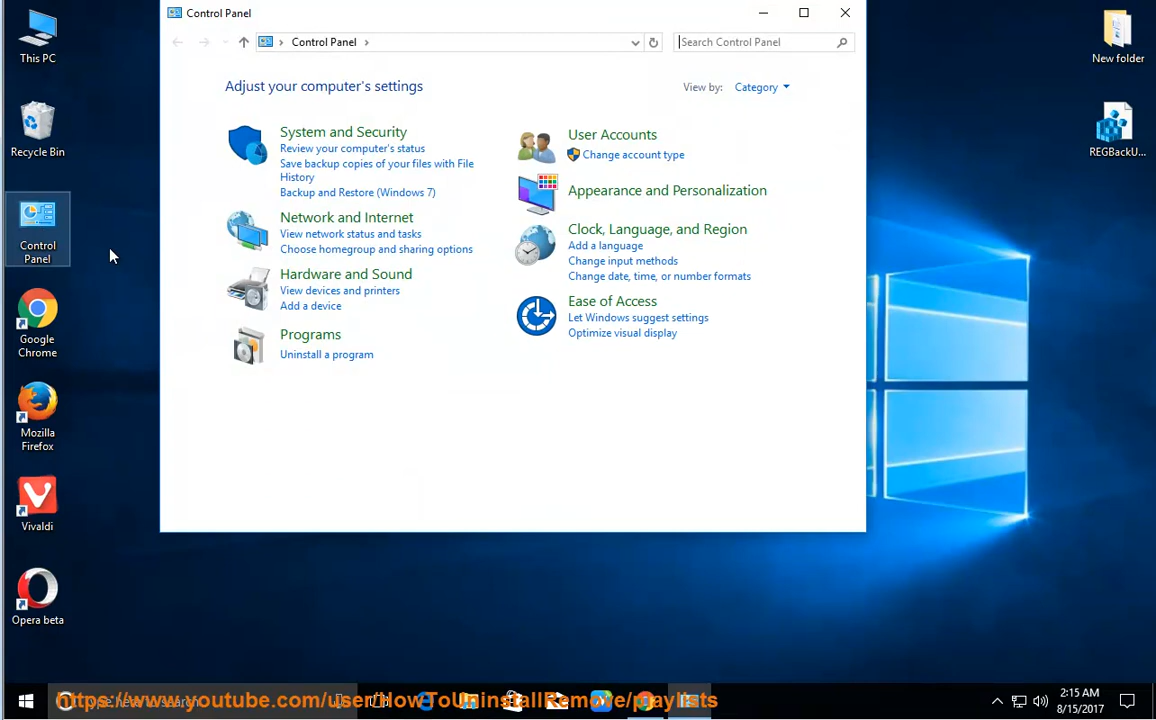 This PC
Recycle Bin
Control
Panel
Google
Chrome
Mozilla
Firefox
Vivaldi
Opera beta
Control Panel
Control Panel
Search Control Panel
Adjust your computer's settings
View by:
Category
System and Security
Review your computer's status
Save backup copies of your files with File
History
Backup and Restore (Windows 7)
Network and Internet
View network status and tasks
Choose homegroup and sharing options
Hardware and Sound
View devices and printers
Add a device
Programs
Uninstall a program
User Accounts
Change account type
Appearance and Personalization
Clock, Language, and Region
Add a language
Change input methods
Change date, time, or number formats
Ease of Access
Let Windows suggest settings
Optimize visual display
New folder
REGBackU...
https://www.youtube.com/user/HowToUninstallRemove/playlists
2:15 AM
8/15/2017